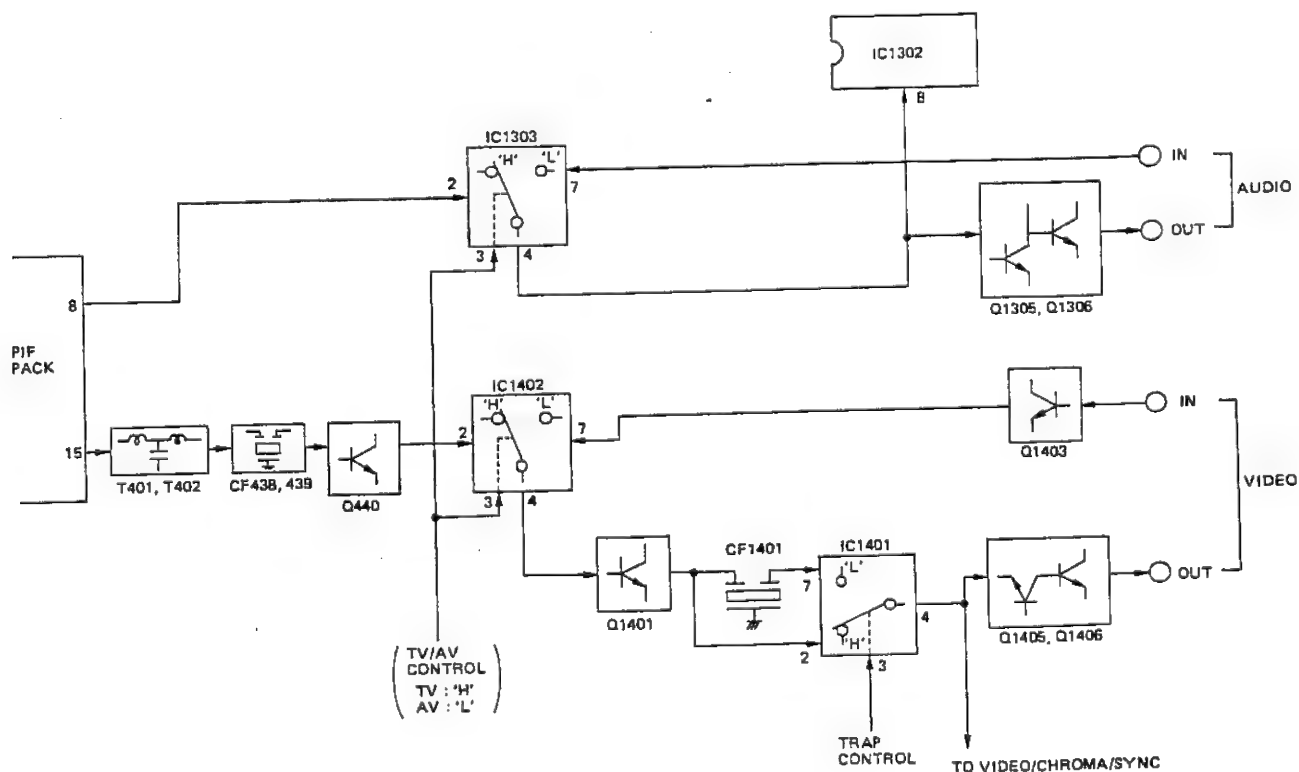 IC1302
8
IC1303
'H'
'L'
2
7
3
4
IN
AUDIO
OUT
Q1305, Q1306
PIF
PACK
8
15
T401, T402
CF438, 439
Q440
IC1402
'H'
'L'
2
7
3
4
Q1403
IN
VIDEO
OUT
Q1401
CF1401
IC1401
7
'L'
'H'
2
4
3
Q1405, Q1406
TV/AV
CONTROL
TV : 'H'
AV : 'L'
TRAP
CONTROL
TO VIDEO/CHROMA/SYNC